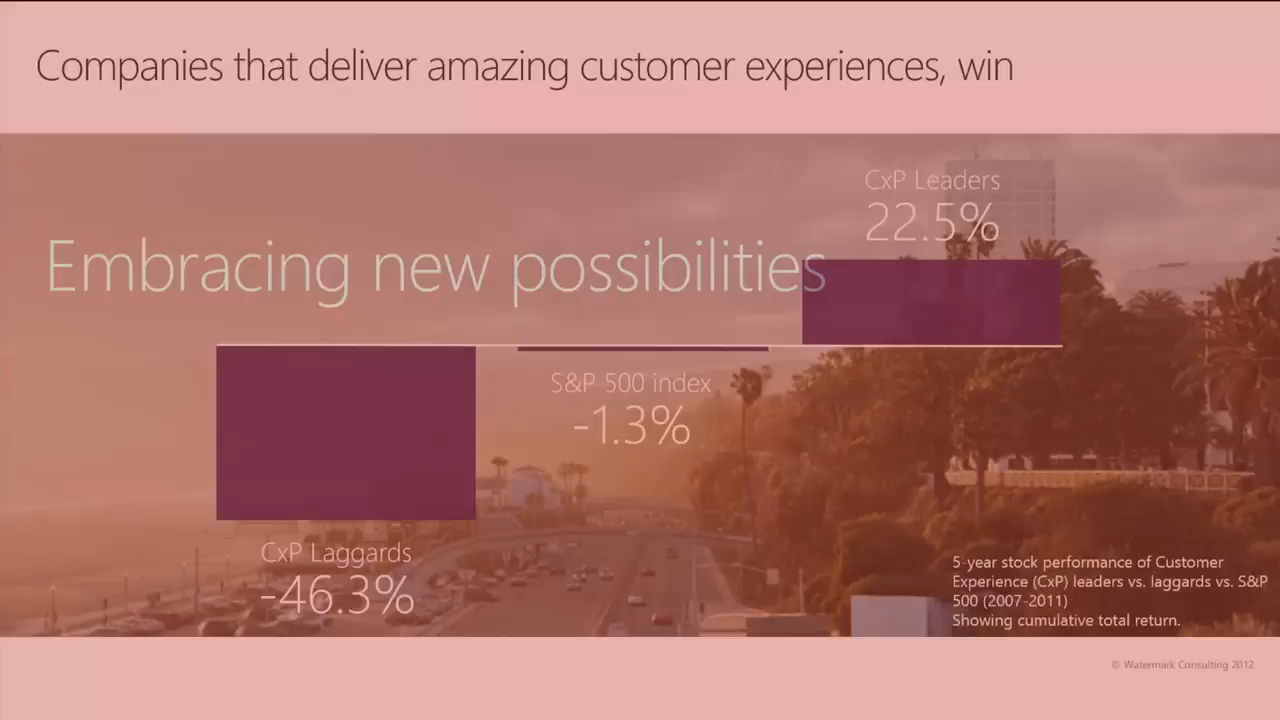 Companies that deliver amazing customer experiences, win
CxP Leaders
22.5%
Embracing new possibilities
S&P 500 index
-1.3%
CxP Laggards
-46.3%
5-year stock performance of Customer
Experience (CxP) leaders vs. laggards vs. S&P
500 (2007-2011)
Showing cumulative total return.
© Watermark Consulting 2012